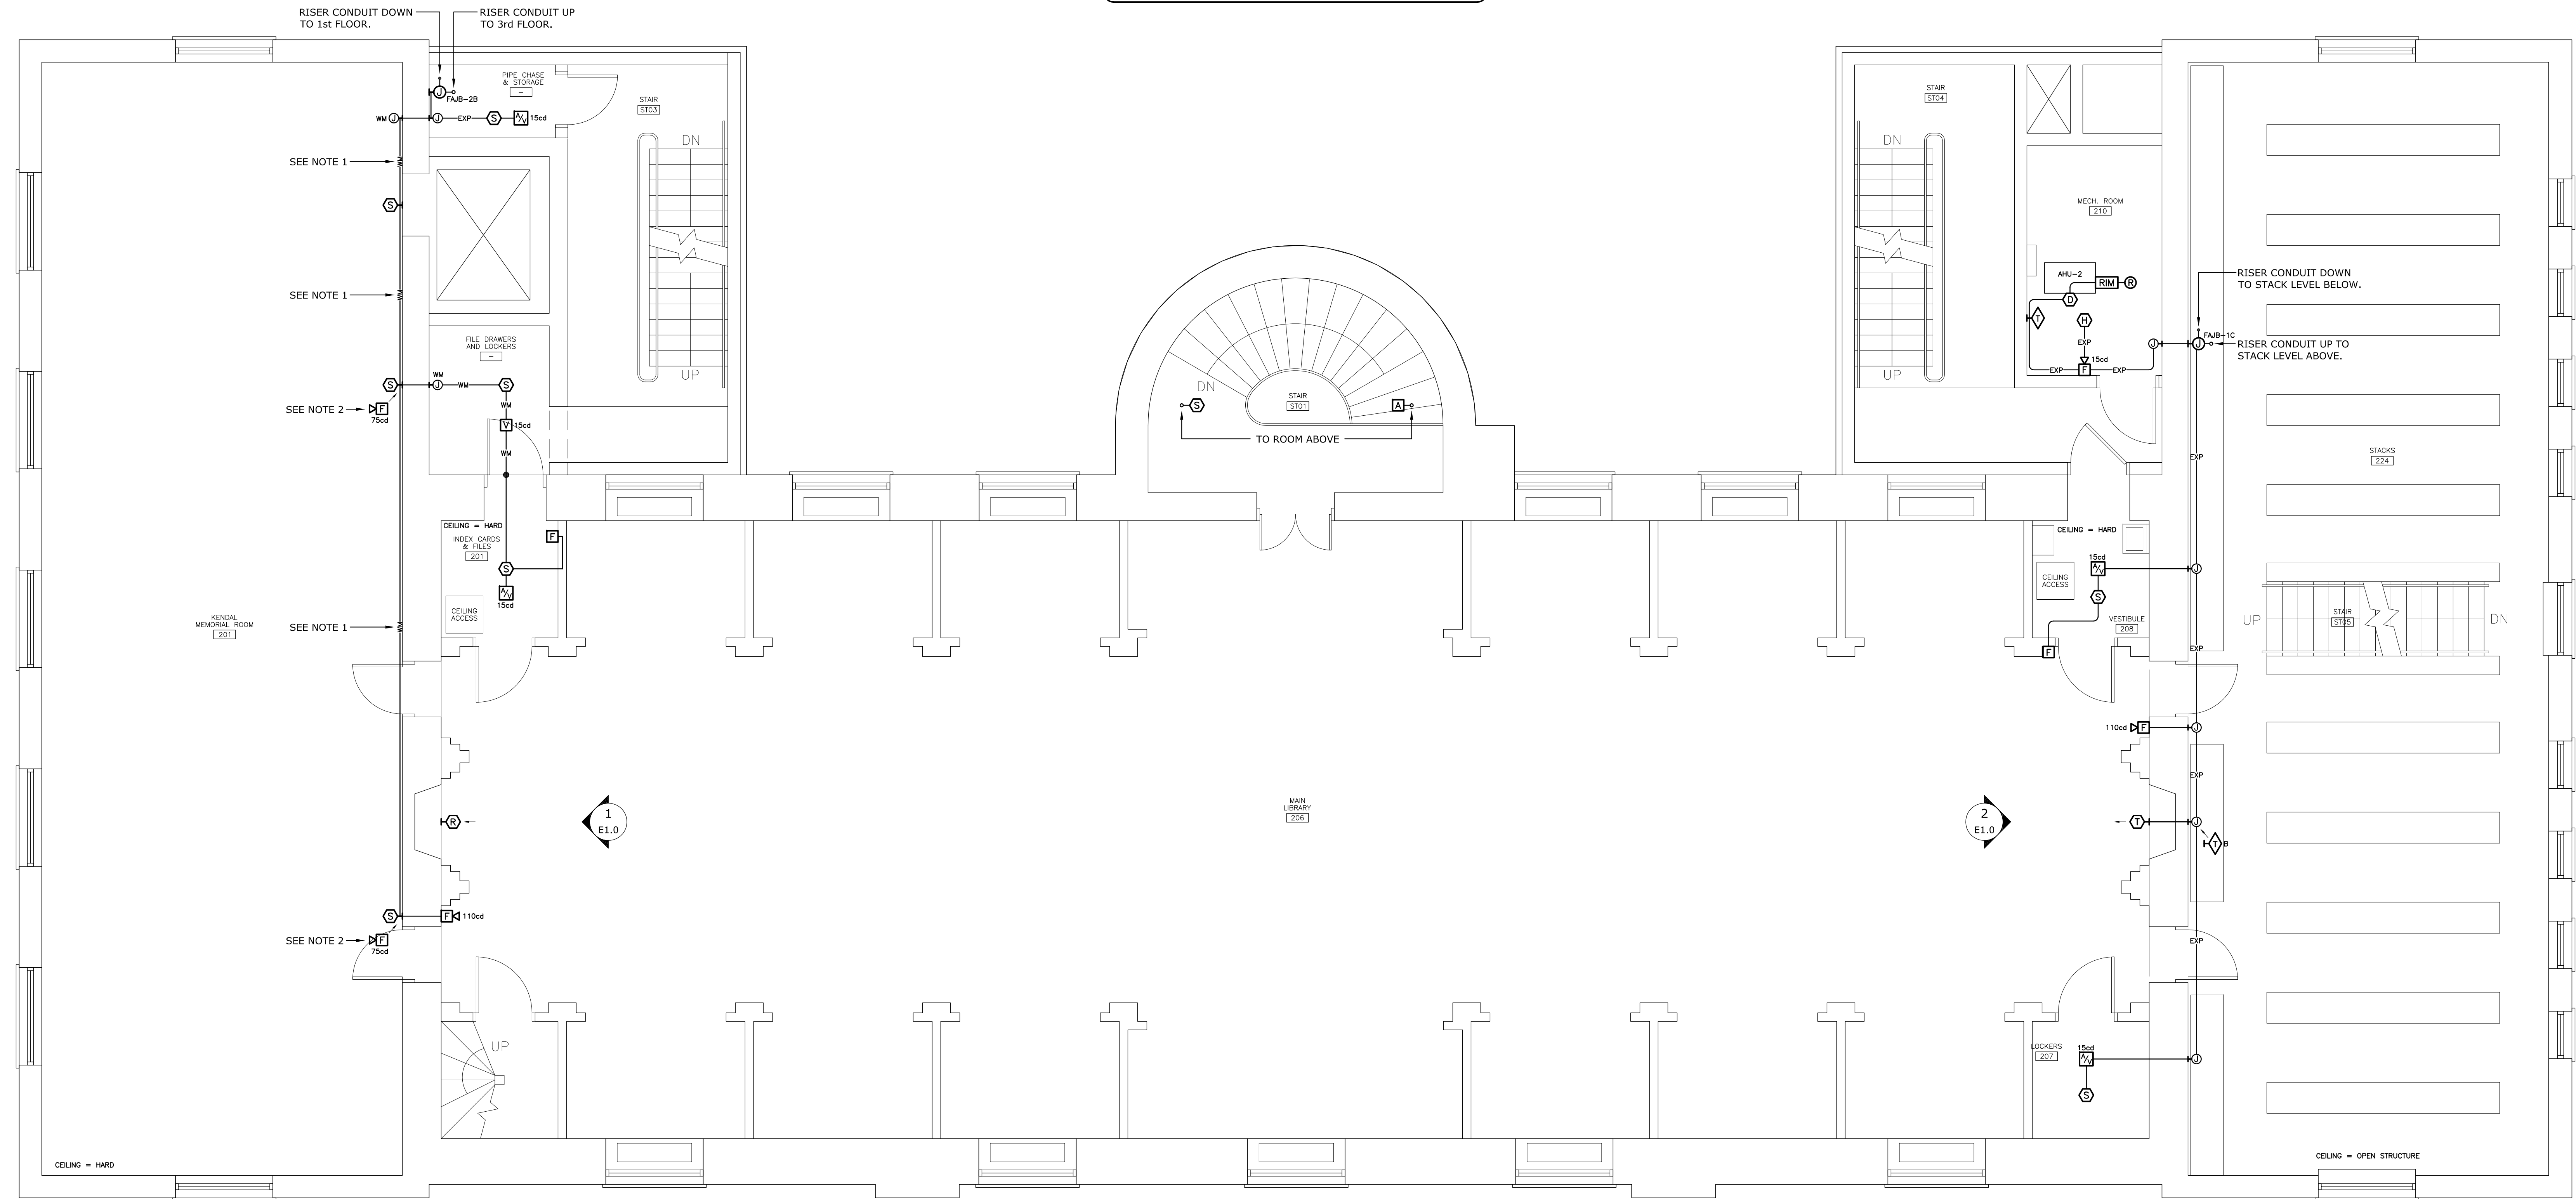 RISER CONDUIT DOWN
TO 1st FLOOR.
RISER CONDUIT UP
TO 3rd FLOOR.
PIPE CHASE
& STORAGE
-
J
FAJB-2B
WM
J
J
EXP
S
A/V
15cd
STAIR
ST03
DN
UP
SEE NOTE 1
WM
S
SEE NOTE 1
WM
FILE DRAWERS
AND LOCKERS
-
S
WM
J
WM
S
SEE NOTE 2
F
75cd
WM
V
15cd
WM
CEILING = HARD
INDEX CARDS
& FILES
201
F
S
A/V
15cd
CEILING
ACCESS
KENDAL
MEMORIAL ROOM
201
SEE NOTE 1
WM
R
1
E1.0
S
F
110cd
SEE NOTE 2
F
75cd
UP
CEILING = HARD
DN
STAIR
ST01
S
A
TO ROOM ABOVE
MAIN
LIBRARY
206
STAIR
ST04
DN
UP
MECH. ROOM
210
AHU-2
RIM
R
D
T
H
EXP
15cd
EXP
F
EXP
J
J
FAJB-1C
RISER CONDUIT DOWN
TO STACK LEVEL BELOW.
RISER CONDUIT UP TO
STACK LEVEL ABOVE.
EXP
STACKS
224
CEILING = HARD
15cd
A/V
J
CEILING
ACCESS
S
VESTIBULE
208
F
EXP
UP
STAIR
ST05
DN
110cd
F
J
EXP
2
E1.0
T
J
T
B
EXP
LOCKERS
207
15cd
A/V
J
S
CEILING = OPEN STRUCTURE